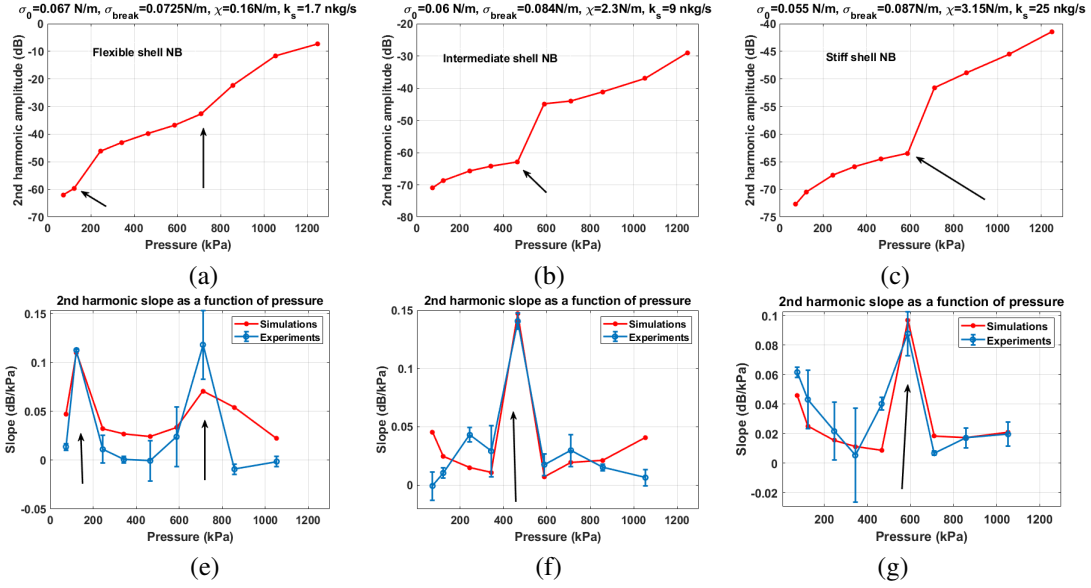 σ₀=0.067 N/m, σ_break=0.0725N/m, χ=0.16N/m, k_s=1.7 nkg/s
0
-10
-20
-30
-40
-50
-60
-70
2nd harmonic amplitude (dB)
Flexible shell NB
0 200 400 600 800 1000 1200
Pressure (kPa)
(a)
σ₀=0.06 N/m, σ_break=0.084N/m, χ=2.3N/m, k_s=9 nkg/s
-20
-30
-40
-50
-60
-70
-80
2nd harmonic amplitude (dB)
Intermediate shell NB
0 200 400 600 800 1000 1200
Pressure (kPa)
(b)
σ₀=0.055 N/m, σ_break=0.087N/m, χ=3.15N/m, k_s=25 nkg/s
-40
-45
-50
-55
-60
-65
-70
-75
2nd harmonic amplitude (dB)
Stiff shell NB
0 200 400 600 800 1000 1200
Pressure (kPa)
(c)
2nd harmonic slope as a function of pressure
0.15
0.1
0.05
0
-0.05
Slope (dB/kPa)
Simulations
Experiments
0 200 400 600 800 1000 1200
Pressure (kPa)
(e)
2nd harmonic slope as a function of pressure
0.15
0.1
0.05
0
Slope (dB/kPa)
Simulations
Experiments
0 200 400 600 800 1000 1200
Pressure (kPa)
(f)
2nd harmonic slope as a function of pressure
0.1
0.08
0.06
0.04
0.02
0
-0.02
Slope (dB/kPa)
Simulations
Experiments
0 200 400 600 800 1000 1200
Pressure (kPa)
(g)